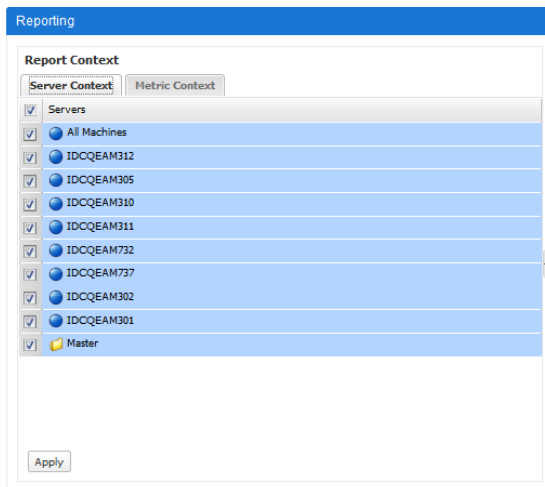 Reporting
Report Context
Server Context Metric Context
Servers
All Machines
IDCQEAM312
IDCQEAM305
IDCQEAM310
IDCQEAM311
IDCQEAM732
IDCQEAM737
IDCQEAM302
IDCQEAM301
Master
Apply